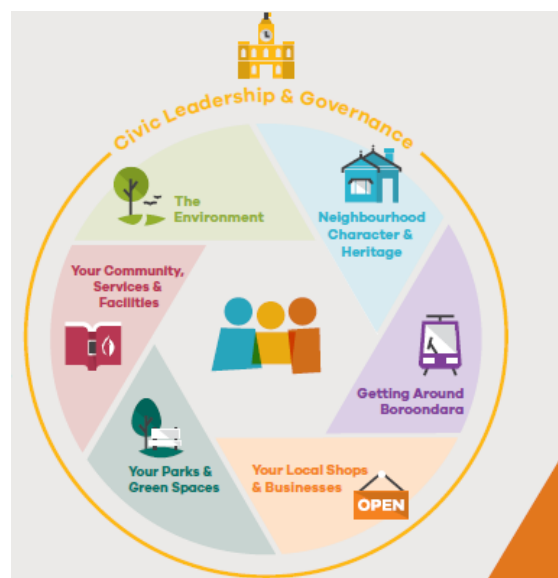 Civic Leadership & Governance
The
Environment
Neighbourhood
Character &
Heritage
Your Community,
Services &
Facilities
Getting Around
Boroondara
Your Parks &
Green Spaces
Your Local Shops
& Businesses
OPEN